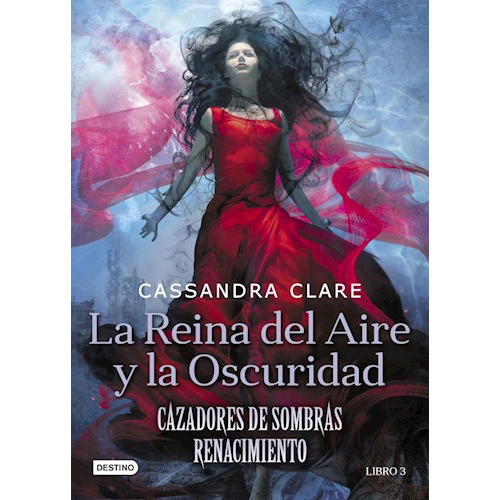 CASSANDRA CLARE
La Reina del Aire
y la Oscuridad
CAZADORES DE SOMBRAS
RENACIMIENTO
DESTINO
LIBRO 3